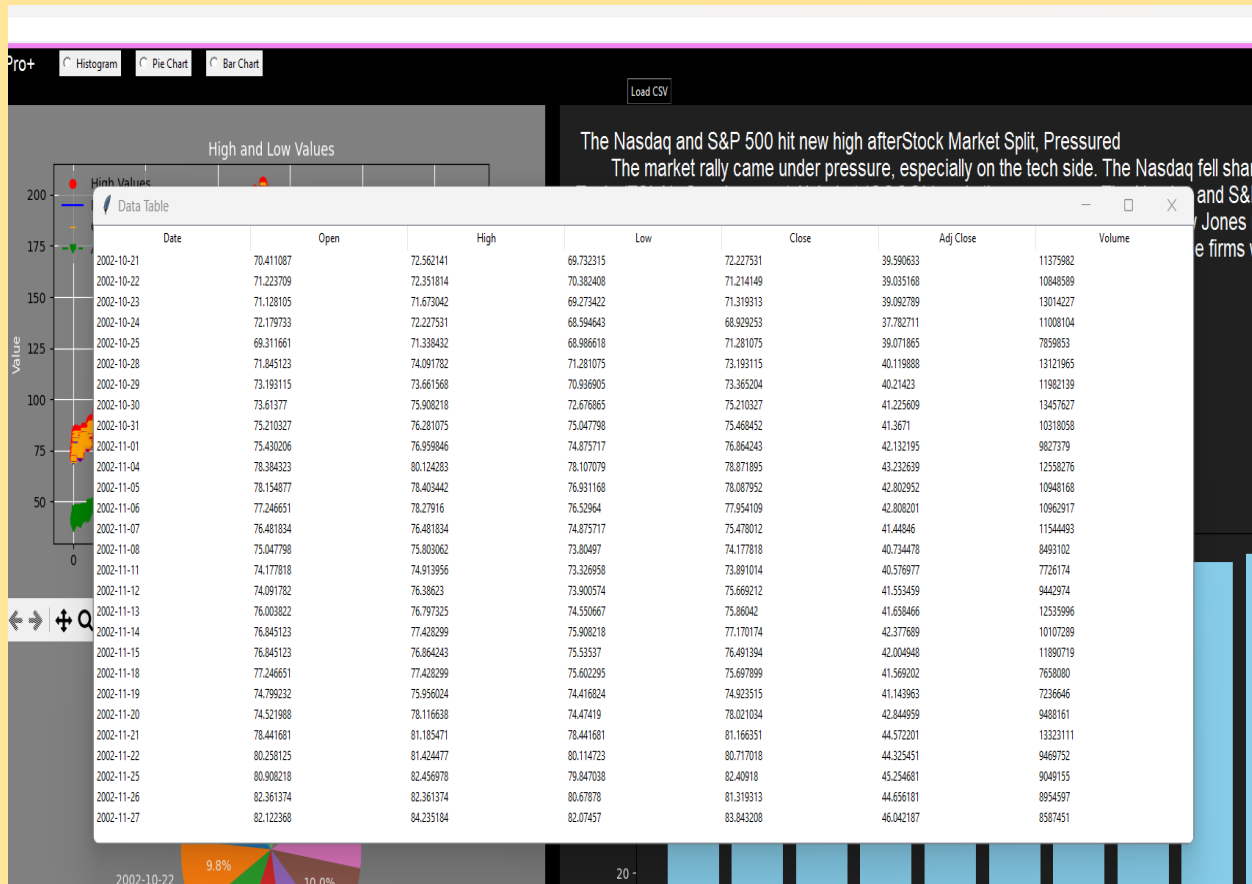 Pro+ Histogram Pie Chart Bar Chart
Load CSV
The Nasdaq and S&P 500 hit new high afterStock Market Split, Pressured
The market rally came under pressure, especially on the tech side. The Nasdaq fell shar
and S&
Jones
e firms
High and Low Values
High Values
200
175
150
125
100
75
50
0
Value
Data Table
Date Open High Low Close Adj Close Volume
2002-10-21 70.411087 72.562141 69.732315 72.227531 39.590633 11375982
2002-10-22 71.223709 72.351814 70.382408 71.214149 39.035168 10848589
2002-10-23 71.128105 71.673042 69.273422 71.319313 39.092789 13014227
2002-10-24 72.179733 72.227531 68.594643 68.929253 37.782711 11008104
2002-10-25 69.311661 71.338432 68.986618 71.281075 39.071865 7859853
2002-10-28 71.845123 74.091782 71.281075 73.193115 40.119888 13121965
2002-10-29 73.193115 73.661568 70.936905 73.365204 40.21423 11982139
2002-10-30 73.61377 75.908218 72.676865 75.210327 41.225609 13457627
2002-10-31 75.210327 76.281075 75.047798 75.468452 41.3671 10318058
2002-11-01 75.430206 76.959846 74.875717 76.864243 42.132195 9827379
2002-11-04 78.384323 80.124283 78.107079 78.871895 43.232639 12558276
2002-11-05 78.154877 78.403442 76.931168 78.087952 42.802952 10948168
2002-11-06 77.246651 78.27916 76.52964 77.954109 42.808201 10962917
2002-11-07 76.481834 76.481834 74.875717 75.478012 41.44846 11544493
2002-11-08 75.047798 75.803062 73.80497 74.177818 40.734478 8493102
2002-11-11 74.177818 74.913956 73.326958 73.891014 40.576977 7726174
2002-11-12 74.091782 76.38623 73.900574 75.669212 41.553459 9442974
2002-11-13 76.003822 76.797325 74.550667 75.86042 41.658466 12535996
2002-11-14 76.845123 77.428299 75.908218 77.170174 42.377689 10107289
2002-11-15 76.845123 76.864243 75.53537 76.491394 42.004948 11890719
2002-11-18 77.246651 77.428299 75.602295 75.697899 41.569202 7658080
2002-11-19 74.799232 75.956024 74.416824 74.923515 41.143963 7236646
2002-11-20 74.521988 78.116638 74.47419 78.021034 42.844959 9488161
2002-11-21 78.441681 81.185471 78.441681 81.166351 44.572201 13323111
2002-11-22 80.258125 81.424477 80.114723 80.717018 44.325451 9469752
2002-11-25 80.908218 82.456978 79.847038 82.40918 45.254681 9049155
2002-11-26 82.361374 82.361374 80.67878 81.319313 44.656181 8954597
2002-11-27 82.122368 84.235184 82.07457 83.843208 46.042187 8587451
9.8%
2002-10-22
10.0%
20